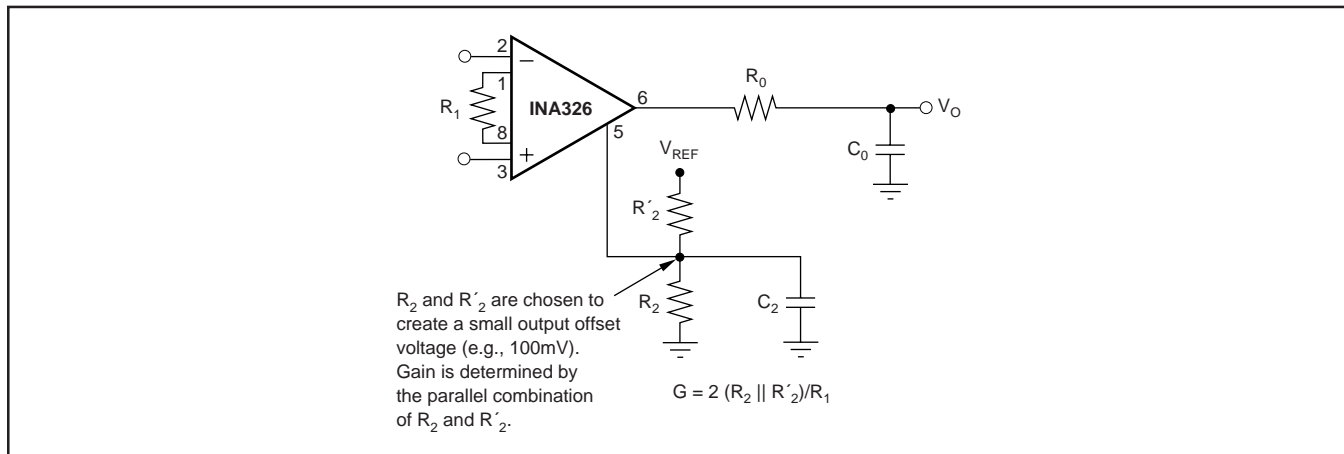 2
−
1
R1
INA326
8
+
3
6
5
R0
VO
C0
VREF
R´2
R2
C2
R2 and R´2 are chosen to
create a small output offset
voltage (e.g., 100mV).
Gain is determined by
the parallel combination
of R2 and R´2.
G = 2 (R2 || R´2)/R1